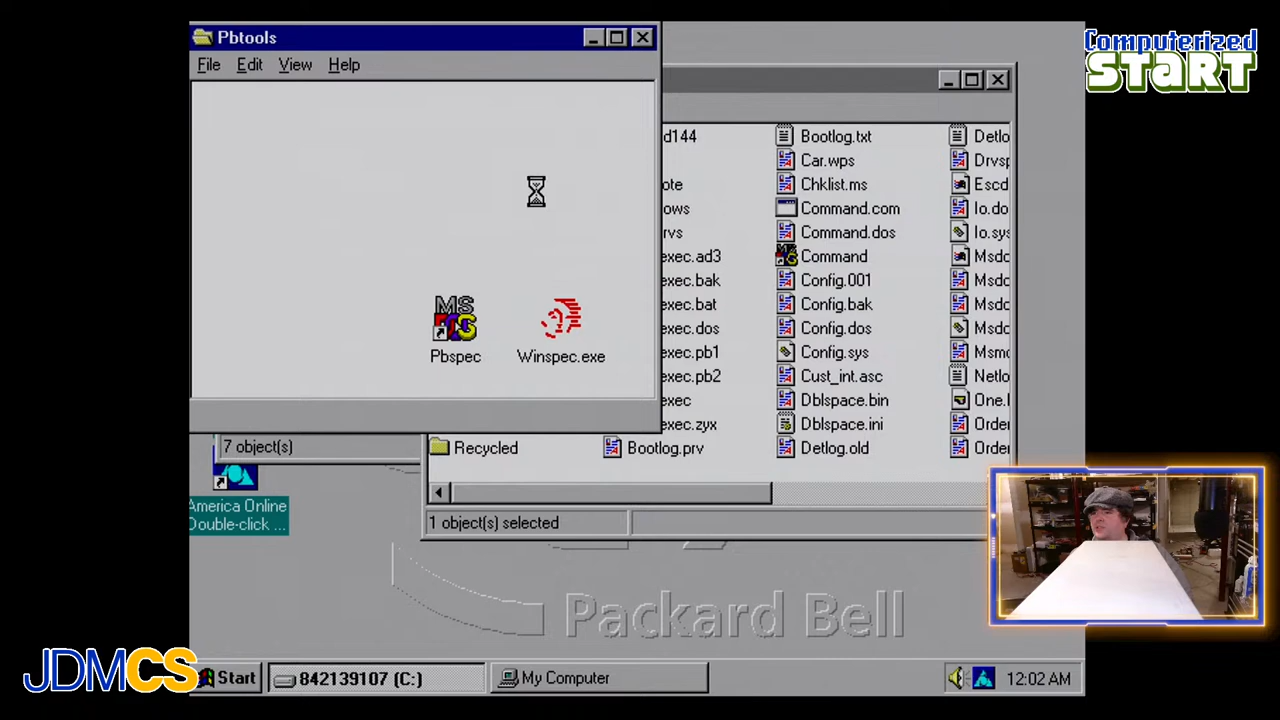 Pbtools
File Edit View Help
Pbspec
Winspec.exe
7 object(s)
America Online
Double-click ...
d144
ote
ows
rvs
exec.ad3
exec.bak
exec.bat
exec.dos
exec.pb1
exec.pb2
exec
exec.zyx
Recycled
Bootlog.prv
Bootlog.txt
Car.wps
Chklist.ms
Command.com
Command.dos
Command
Config.001
Config.bak
Config.dos
Config.sys
Cust_int.asc
Dblspace.bin
Dblspace.ini
Detlog.old
Detlo
Drvsp
Escd
Io.do
Io.sys
Msdo
Msdo
Msdo
Msdo
Msmo
Netlo
One.l
Order
Order
1 object(s) selected
Packard Bell
Start
842139107 (C:)
My Computer
12:02 AM
Computerized
START
JDMCS